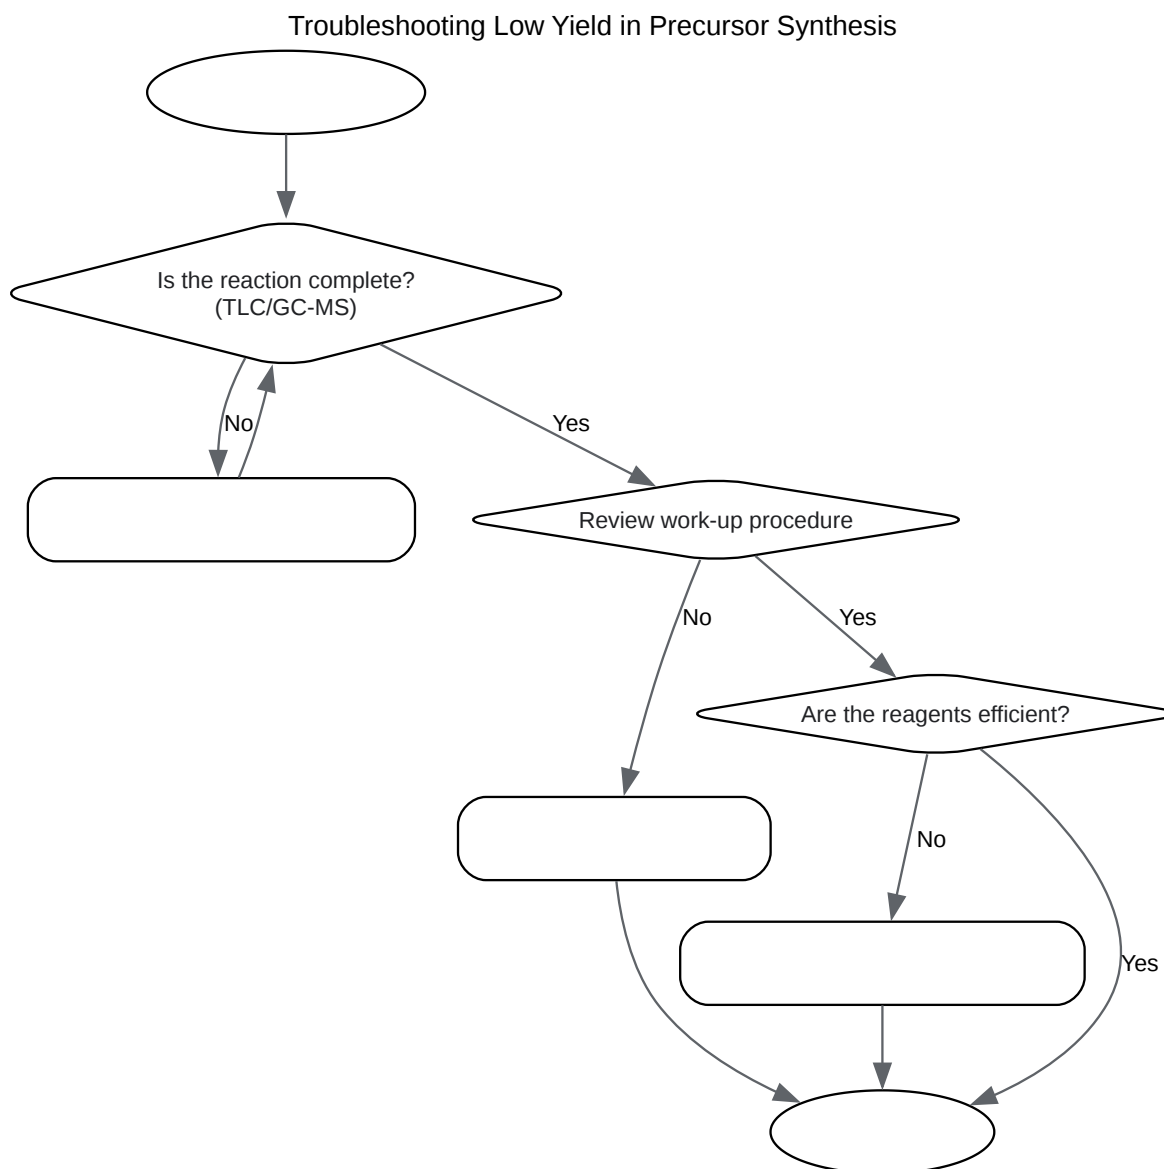 Troubleshooting Low Yield in Precursor Synthesis
Is the reaction complete?
(TLC/GC-MS)
No
Yes
Review work-up procedure
No
Yes
Are the reagents efficient?
No
Yes